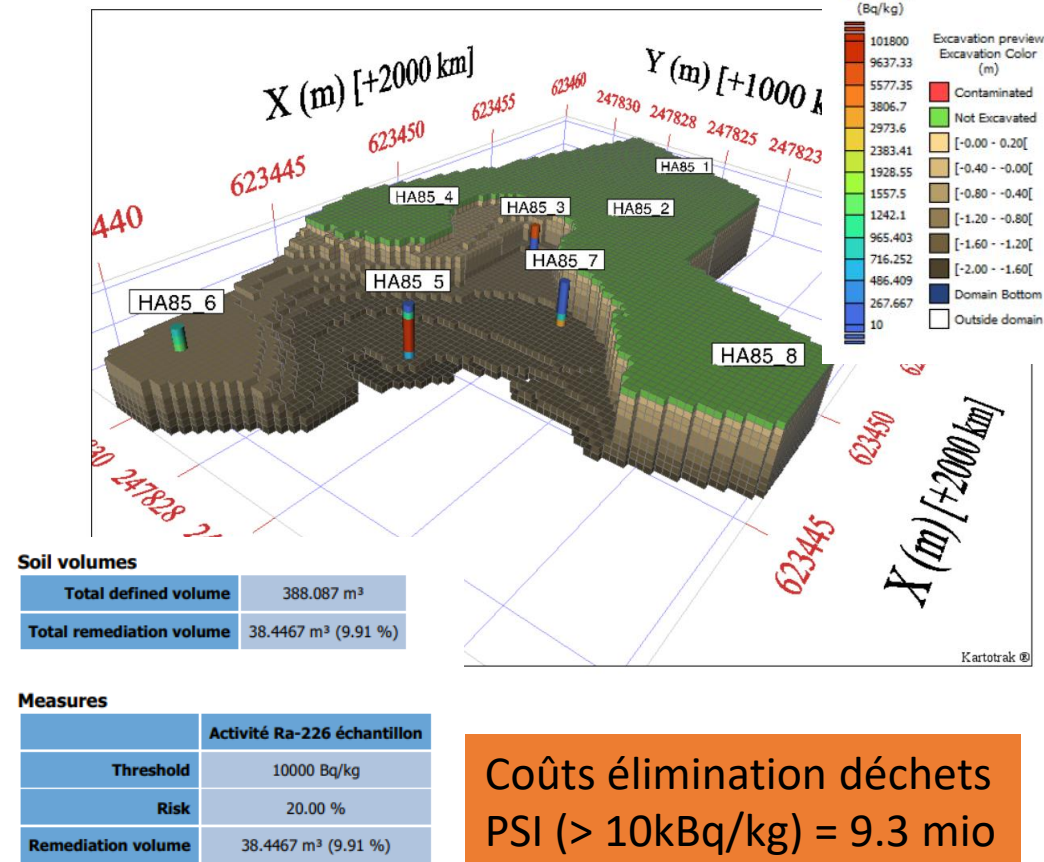 (Bq/kg)
101800
9637.33
5577.35
3806.7
2973.6
2383.41
1928.55
1557.5
1242.1
965.403
716.252
486.409
267.667
10
Excavation preview
Excavation Color
(m)
Contaminated
Not Excavated
[-0.00 - 0.20[
[-0.40 - -0.00[
[-0.80 - -0.40[
[-1.20 - -0.80[
[-1.60 - -1.20[
[-2.00 - -1.60[
Domain Bottom
Outside domain
X (m) [+2000 km]
Y (m) [+1000 k
440
623445
623450
623455
623460
247830
247828
247825
247823
HA85_1
HA85_4
HA85_3
HA85_2
HA85_7
HA85_5
HA85_6
HA85_8
247828
623450
623445
X (m) [+2000 km]
Kartotrak ®
Soil volumes
Total defined volume 388.087 m³
Total remediation volume 38.4467 m³ (9.91 %)
Measures
Activité Ra-226 échantillon
Threshold 10000 Bq/kg
Risk 20.00 %
Remediation volume 38.4467 m³ (9.91 %)
Coûts élimination déchets
PSI (> 10kBq/kg) = 9.3 mio